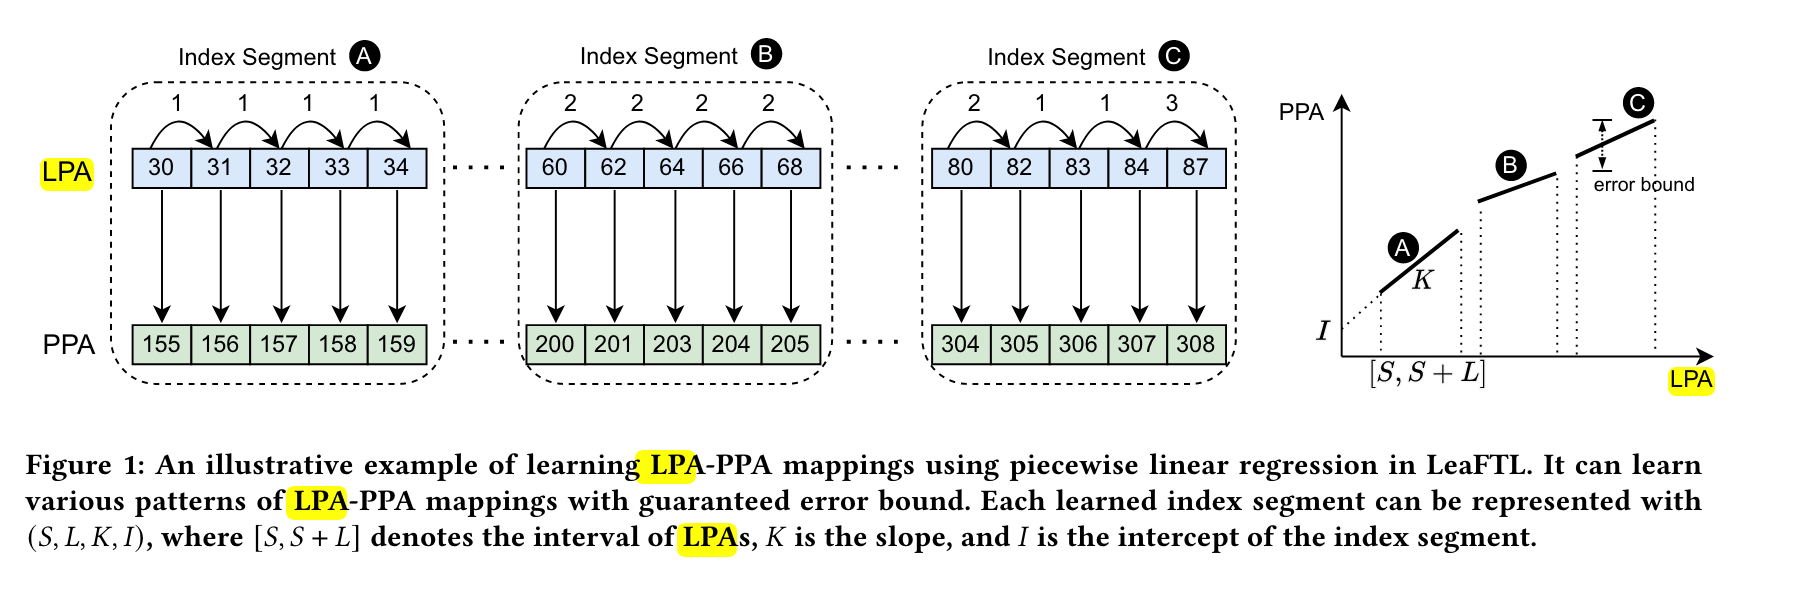 Index Segment A
Index Segment B
Index Segment C
1 1 1 1
2 2 2 2
2 1 1 3
LPA
30 31 32 33 34
60 62 64 66 68
80 82 83 84 87
PPA
155 156 157 158 159
200 201 203 204 205
304 305 306 307 308
PPA
C
B
error bound
A
K
I
[S, S + L]
LPA
Figure 1: An illustrative example of learning LPA-PPA mappings using piecewise linear regression in LeaFTL. It can learn
various patterns of LPA-PPA mappings with guaranteed error bound. Each learned index segment can be represented with
(S, L, K, I), where [S, S + L] denotes the interval of LPAs, K is the slope, and I is the intercept of the index segment.